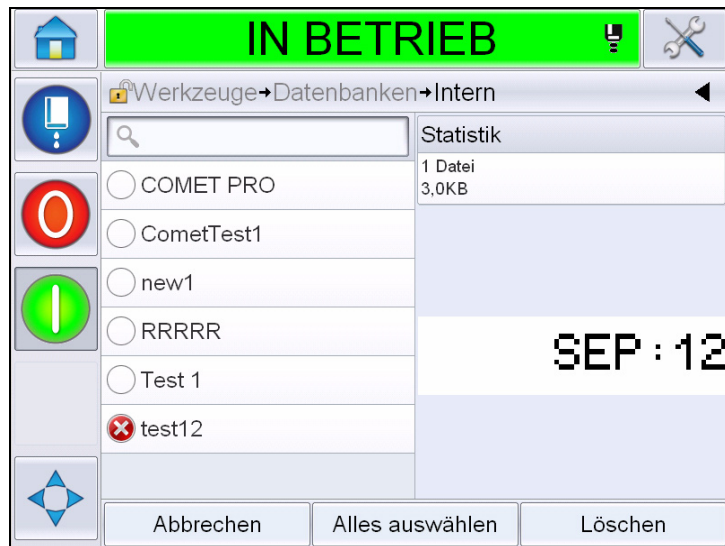 IN BETRIEB
Werkzeuge→Datenbanken→Intern
Statistik
1 Datei
3,0KB
COMET PRO
CometTest1
new1
RRRRR
Test 1
test12
SEP:12
Abbrechen
Alles auswählen
Löschen